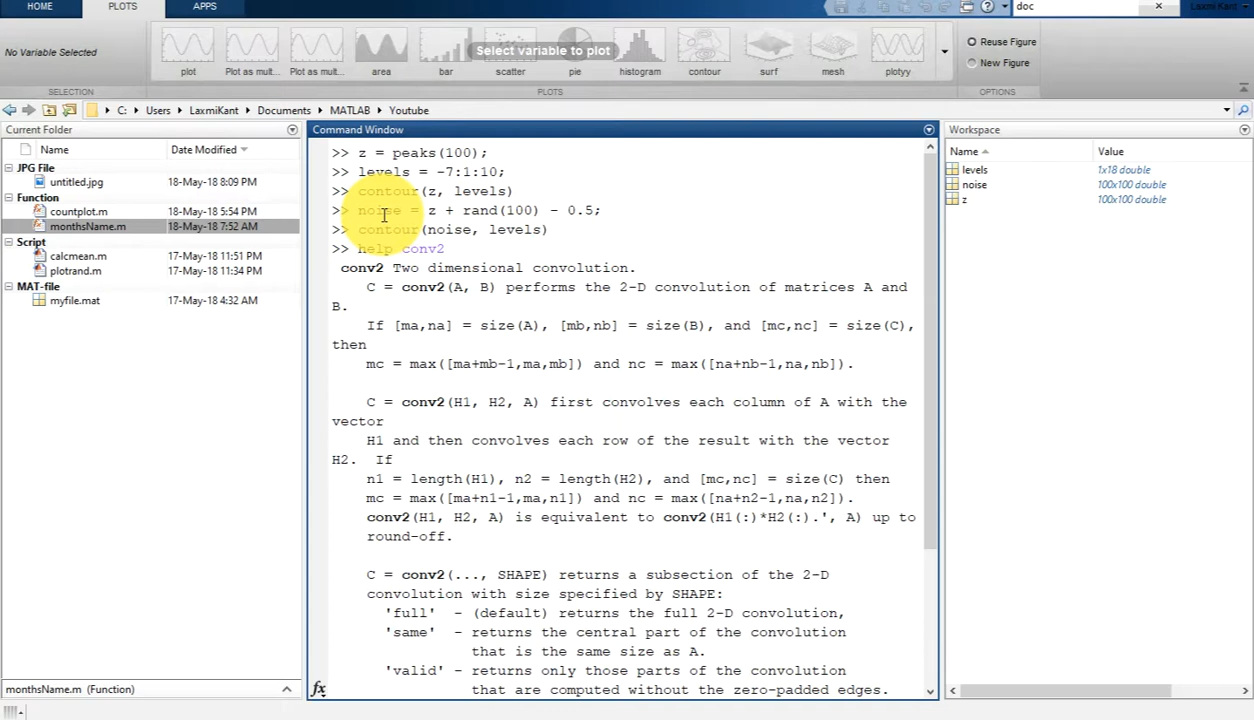 HOME PLOTS APPS doc Laxmi Kant
No Variable Selected
plot Plot as mult... Plot as mult... area bar scatter pie histogram contour surf mesh plotyy
Select variable to plot
Reuse Figure
New Figure
SELECTION PLOTS OPTIONS
C: Users LaxmiKant Documents MATLAB Youtube
Current Folder
Name Date Modified
JPG File
untitled.jpg 18-May-18 8:09 PM
Function
countplot.m 18-May-18 5:54 PM
monthsName.m 18-May-18 7:52 AM
Script
calcmean.m 17-May-18 11:51 PM
plotrand.m 17-May-18 11:34 PM
MAT-file
myfile.mat 17-May-18 4:32 AM
monthsName.m (Function)
Command Window
>> z = peaks(100);
>> levels = -7:1:10;
>> contour(z, levels)
>> noise = z + rand(100) - 0.5;
>> contour(noise, levels)
>> help conv2
conv2 Two dimensional convolution.
C = conv2(A, B) performs the 2-D convolution of matrices A and
B.
If [ma,na] = size(A), [mb,nb] = size(B), and [mc,nc] = size(C),
then
mc = max([ma+mb-1,ma,mb]) and nc = max([na+nb-1,na,nb]).
C = conv2(H1, H2, A) first convolves each column of A with the
vector
H1 and then convolves each row of the result with the vector
H2. If
n1 = length(H1), n2 = length(H2), and [mc,nc] = size(C) then
mc = max([ma+n1-1,ma,n1]) and nc = max([na+n2-1,na,n2]).
conv2(H1, H2, A) is equivalent to conv2(H1(:)*H2(:).', A) up to
round-off.
C = conv2(..., SHAPE) returns a subsection of the 2-D
convolution with size specified by SHAPE:
'full' - (default) returns the full 2-D convolution,
'same' - returns the central part of the convolution
that is the same size as A.
'valid' - returns only those parts of the convolution
that are computed without the zero-padded edges.
fx
Workspace
Name Value
levels 1x18 double
noise 100x100 double
z 100x100 double